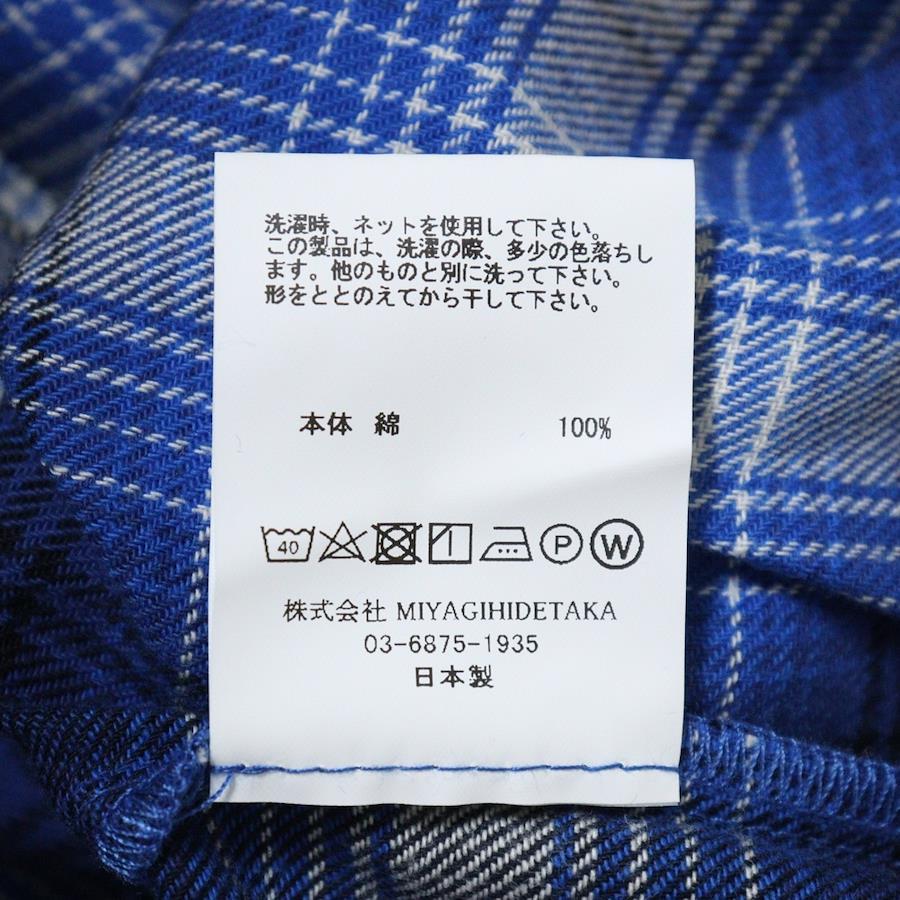 洗濯時、ネットを使用して下さい。
この製品は、洗濯の際、多少の色落ちし
ます。他のものと別に洗って下さい。
形をととのえてから干して下さい。
本体 綿 100%
40 P W
株式会社 MIYAGIHIDETAKA
03-6875-1935
日本製